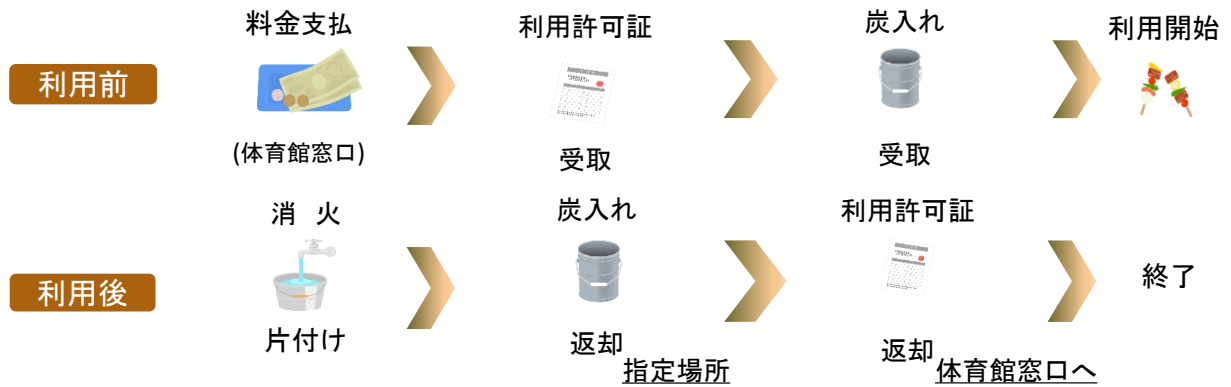 料金支払
利用許可証
炭入れ
利用開始
利用前
(体育館窓口)
受取
受取
消　火
炭入れ
利用許可証
利用後
終了
片付け
返却
指定場所
返却
体育館窓口へ